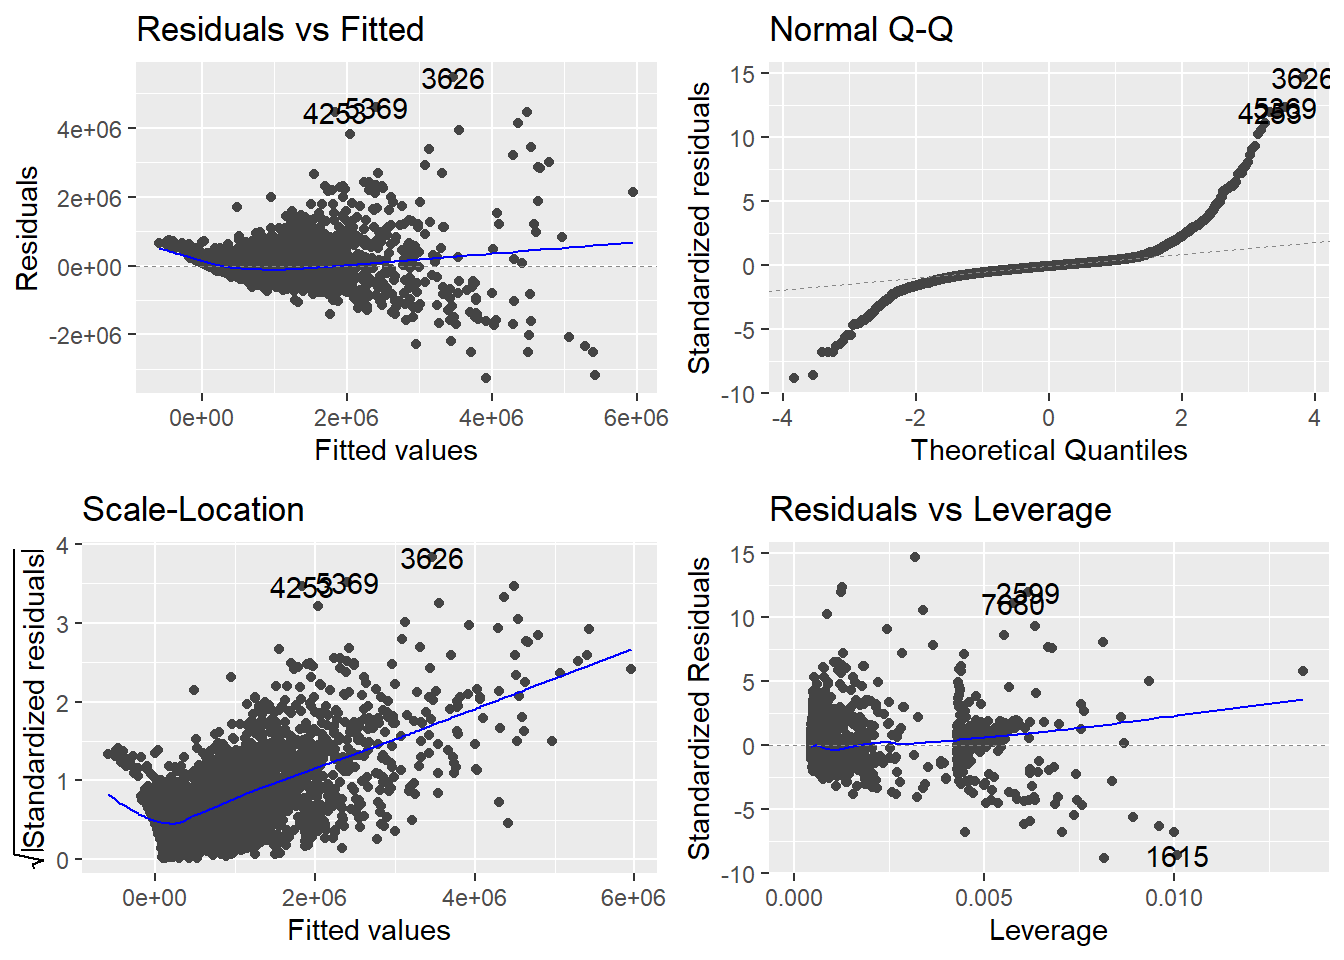 Residuals vs Fitted
Residuals
4e+06
2e+06
0e+00
-2e+06
3626
5369
4253
0e+00 2e+06 4e+06 6e+06
Fitted values
Normal Q-Q
Standardized residuals
15
10
5
0
-5
-10
3626
5369
4253
-4 -2 0 2 4
Theoretical Quantiles
Scale-Location
√|Standardized residuals|
4
3
2
1
0
3626
5369
4253
0e+00 2e+06 4e+06 6e+06
Fitted values
Residuals vs Leverage
Standardized Residuals
15
10
5
0
-5
-10
2599
7680
1615
0.000 0.005 0.010
Leverage